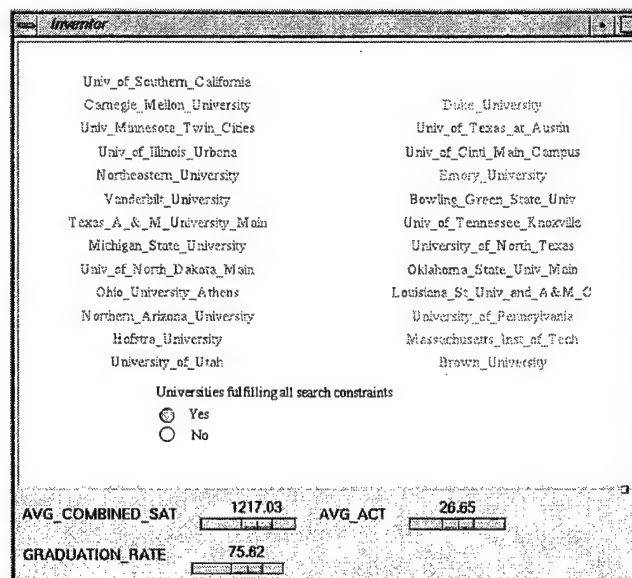 Inventor
Univ_of_Southern_California
Carnegie_Mellon_University
Univ_Minnesota_Twin_Cities
Univ_of_Illinois_Urbana
Northeastern_University
Vanderbilt_University
Texas_A_&_M_University_Main
Michigan_State_University
Univ_of_North_Dakota_Main
Ohio_University_Athens
Northern_Arizona_University
Hofstra_University
University_of_Utah
Duke_University
Univ_of_Texas_at_Austin
Univ_of_Cinti_Main_Campus
Emory_University
Bowling_Green_State_Univ
Univ_of_Tennessee_Knoxville
University_of_North_Texas
Oklahoma_State_Univ_Main
Louisiana_St_Univ_and_A&M_C
University_of_Pennsylvania
Massachusetts_Inst_of_Tech
Brown_University
Universities fulfilling all search constraints
Yes
No
AVG_COMBINED_SAT 1217.03 AVG_ACT 26.65
GRADUATION_RATE 75.62